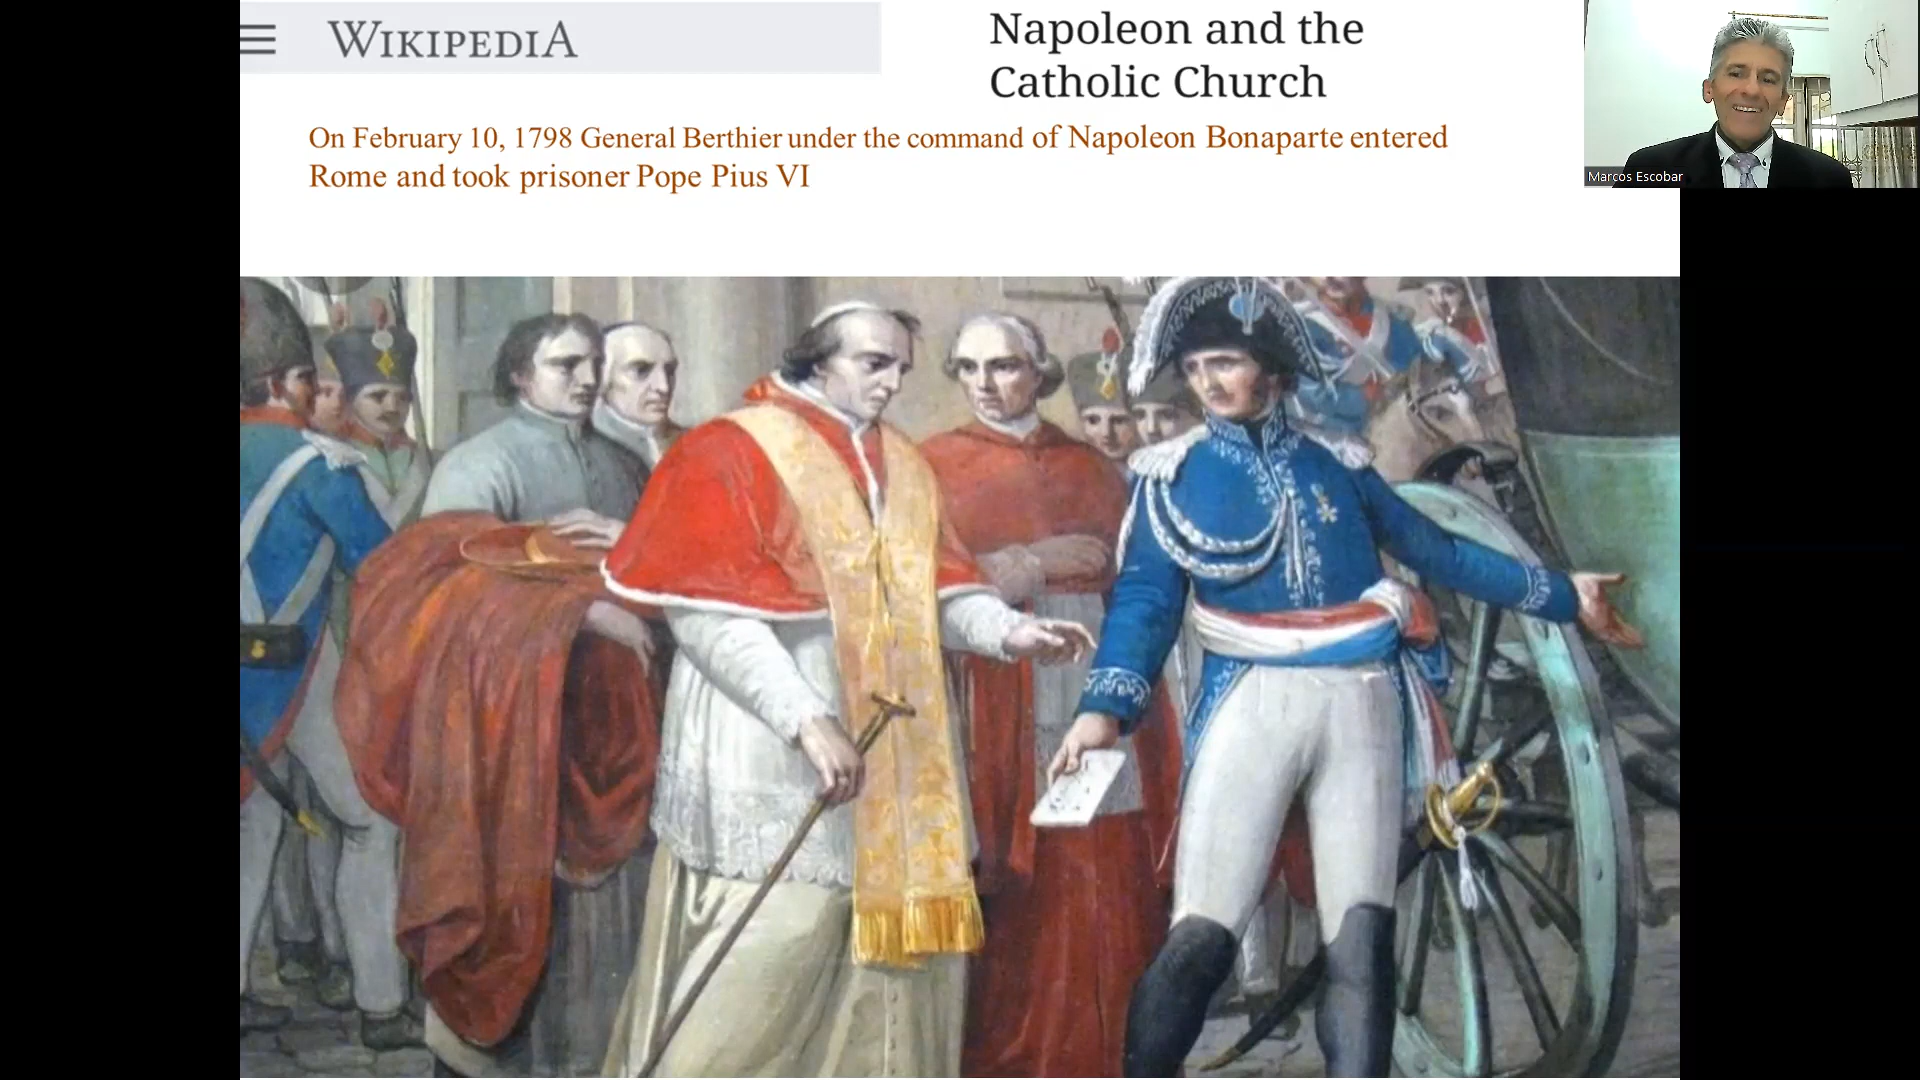 WIKIPEDIA
Napoleon and the
Catholic Church
On February 10, 1798 General Berthier under the command of Napoleon Bonaparte entered
Rome and took prisoner Pope Pius VI
Marcos Escobar